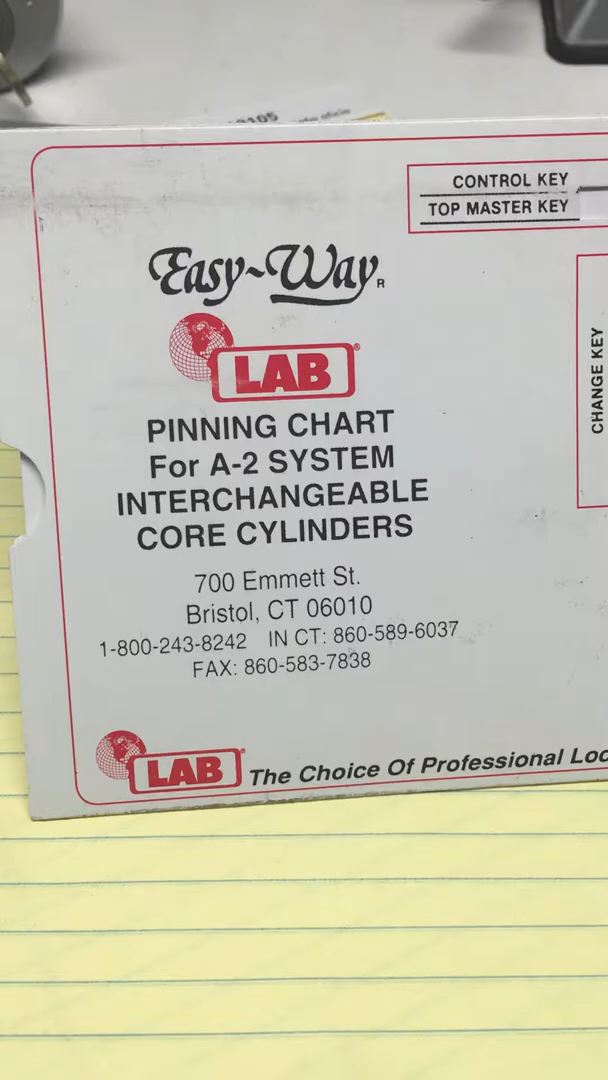 CONTROL KEY
TOP MASTER KEY
Easy~Way R
LAB®
CHANGE KEY
PINNING CHART
For A-2 SYSTEM
INTERCHANGEABLE
CORE CYLINDERS
700 Emmett St.
Bristol, CT 06010
1-800-243-8242 IN CT: 860-589-6037
FAX: 860-583-7838
LAB® The Choice Of Professional Loc